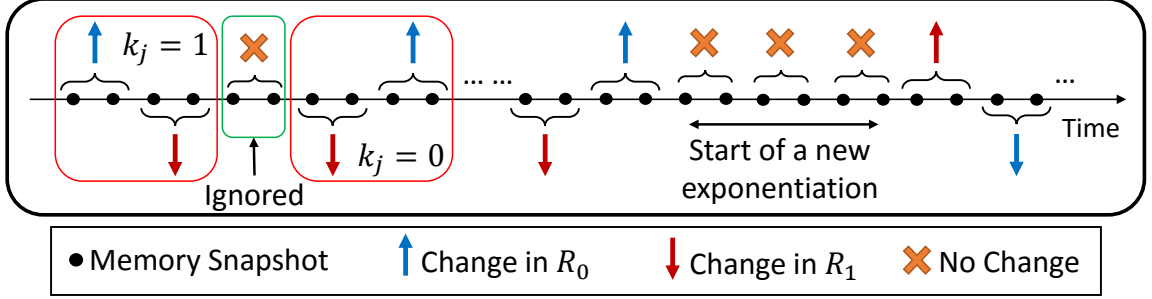 k_j = 1
... ...
...
Time
k_j = 0
Start of a new
exponentiation
Ignored
Memory Snapshot
Change in R_0
Change in R_1
No Change